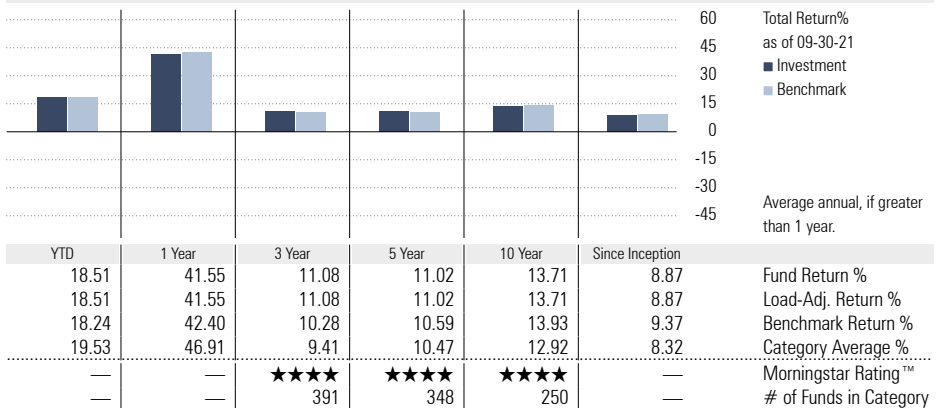 60
45
30
15
0
-15
-30
-45
Total Return%
as of 09-30-21
■ Investment
■ Benchmark
Average annual, if greater
than 1 year.
YTD 1 Year 3 Year 5 Year 10 Year Since Inception
18.51 41.55 11.08 11.02 13.71 8.87 Fund Return %
18.51 41.55 11.08 11.02 13.71 8.87 Load-Adj. Return %
18.24 42.40 10.28 10.59 13.93 9.37 Benchmark Return %
19.53 46.91 9.41 10.47 12.92 8.32 Category Average %
— — ★★★★ ★★★★ ★★★★ — Morningstar Rating™
— — 391 348 250 — # of Funds in Category